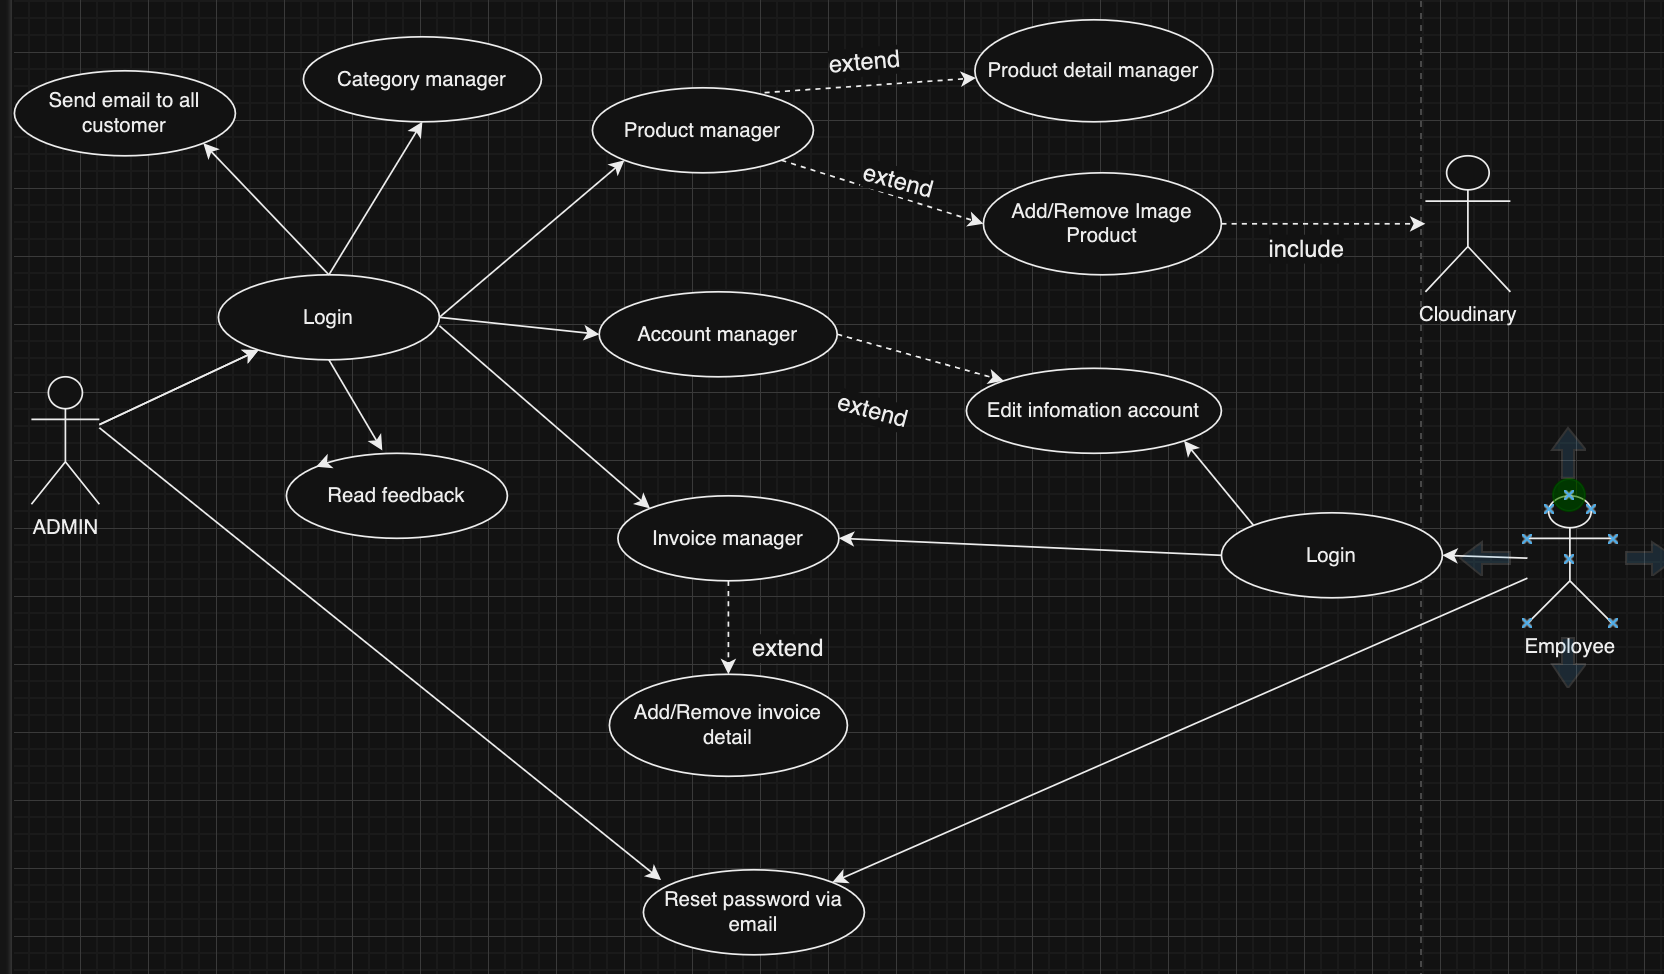 extend
Product detail manager
Category manager
Send email to all
customer
Product manager
extend
Add/Remove Image
Product
include
Cloudinary
Login
Account manager
extend
Edit infomation account
ADMIN
Read feedback
Invoice manager
Login
Employee
extend
Add/Remove invoice
detail
Reset password via
email